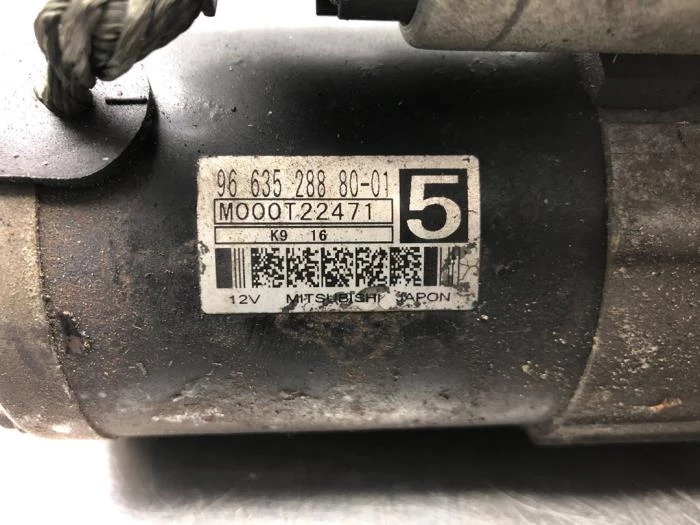 96 635 288 80-01
M000T22471
5
K9 16
12V MITSUBISHI JAPON